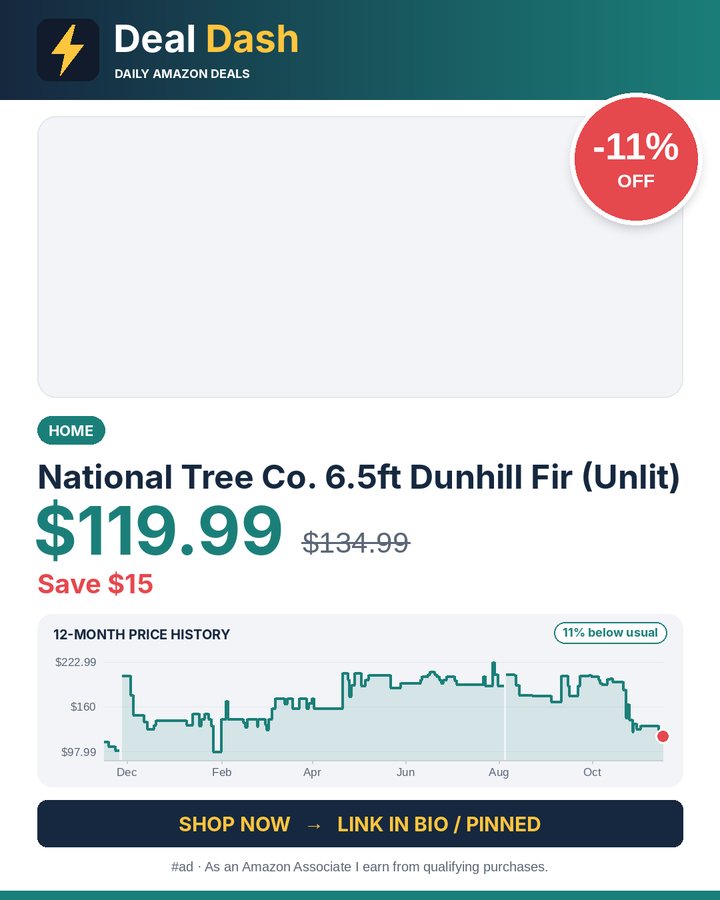 Deal Dash
DAILY AMAZON DEALS
-11%
OFF
HOME
National Tree Co. 6.5ft Dunhill Fir (Unlit)
$119.99 $134.99
Save $15
12-MONTH PRICE HISTORY
11% below usual
$222.99
$160
$97.99
Dec Feb Apr Jun Aug Oct
SHOP NOW → LINK IN BIO / PINNED
#ad · As an Amazon Associate I earn from qualifying purchases.